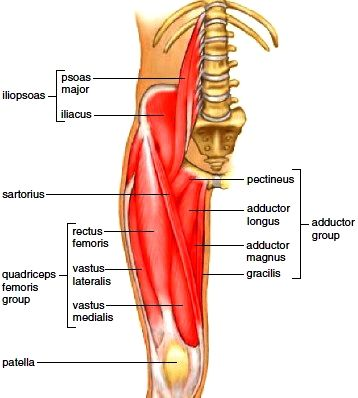 psoas
major
iliopsoas
iliacus
sartorius
rectus
femoris
quadriceps
femoris
group
vastus
lateralis
vastus
medialis
patella
pectineus
adductor
longus
adductor
group
adductor
magnus
gracilis